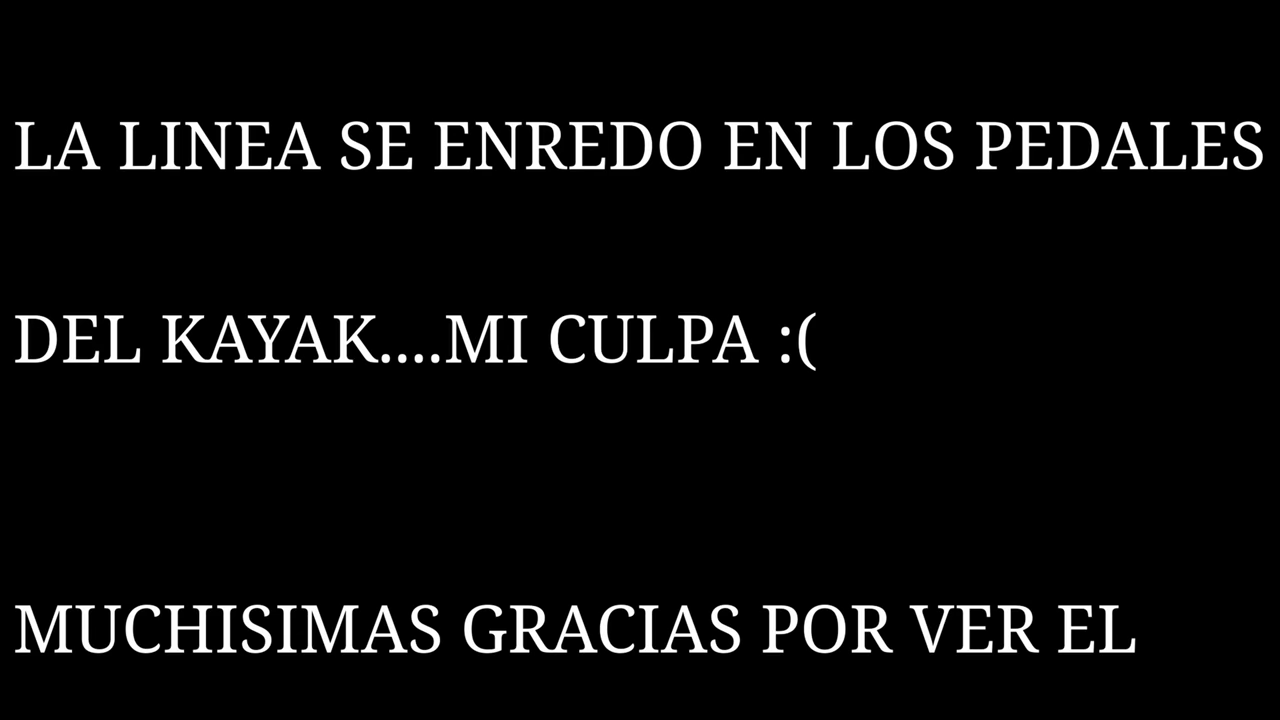 LA LINEA SE ENREDO EN LOS PEDALES
DEL KAYAK....MI CULPA :(
MUCHISIMAS GRACIAS POR VER EL